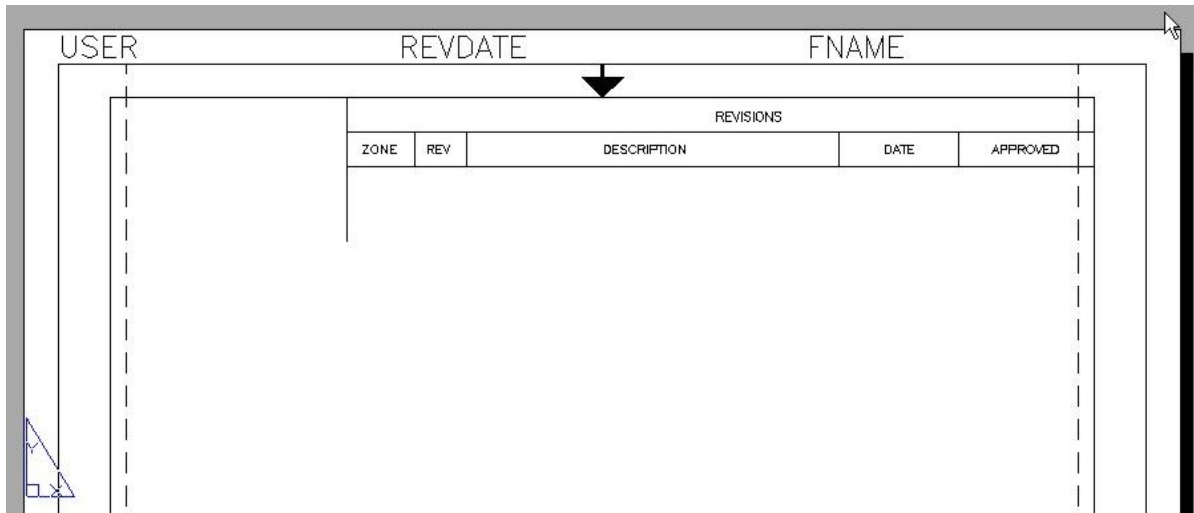 USER REVDATE FNAME
REVISIONS
ZONE REV DESCRIPTION DATE APPROVED
Y
X